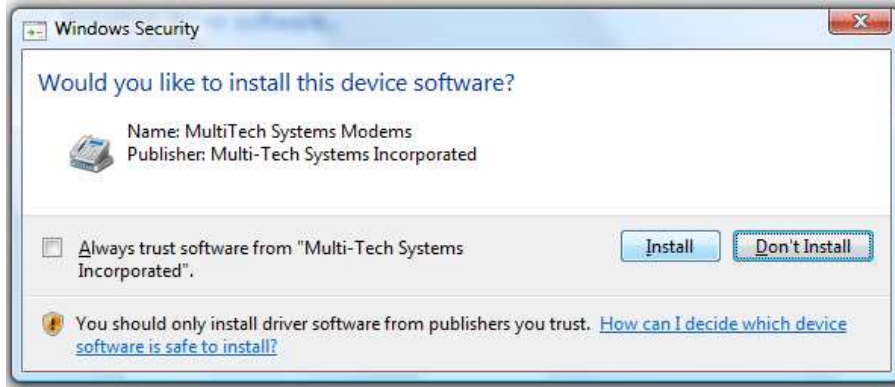 Windows Security
Would you like to install this device software?
Name: MultiTech Systems Modems
Publisher: Multi-Tech Systems Incorporated
Always trust software from "Multi-Tech Systems
Incorporated".
Install
Don't Install
You should only install driver software from publishers you trust. How can I decide which device
software is safe to install?